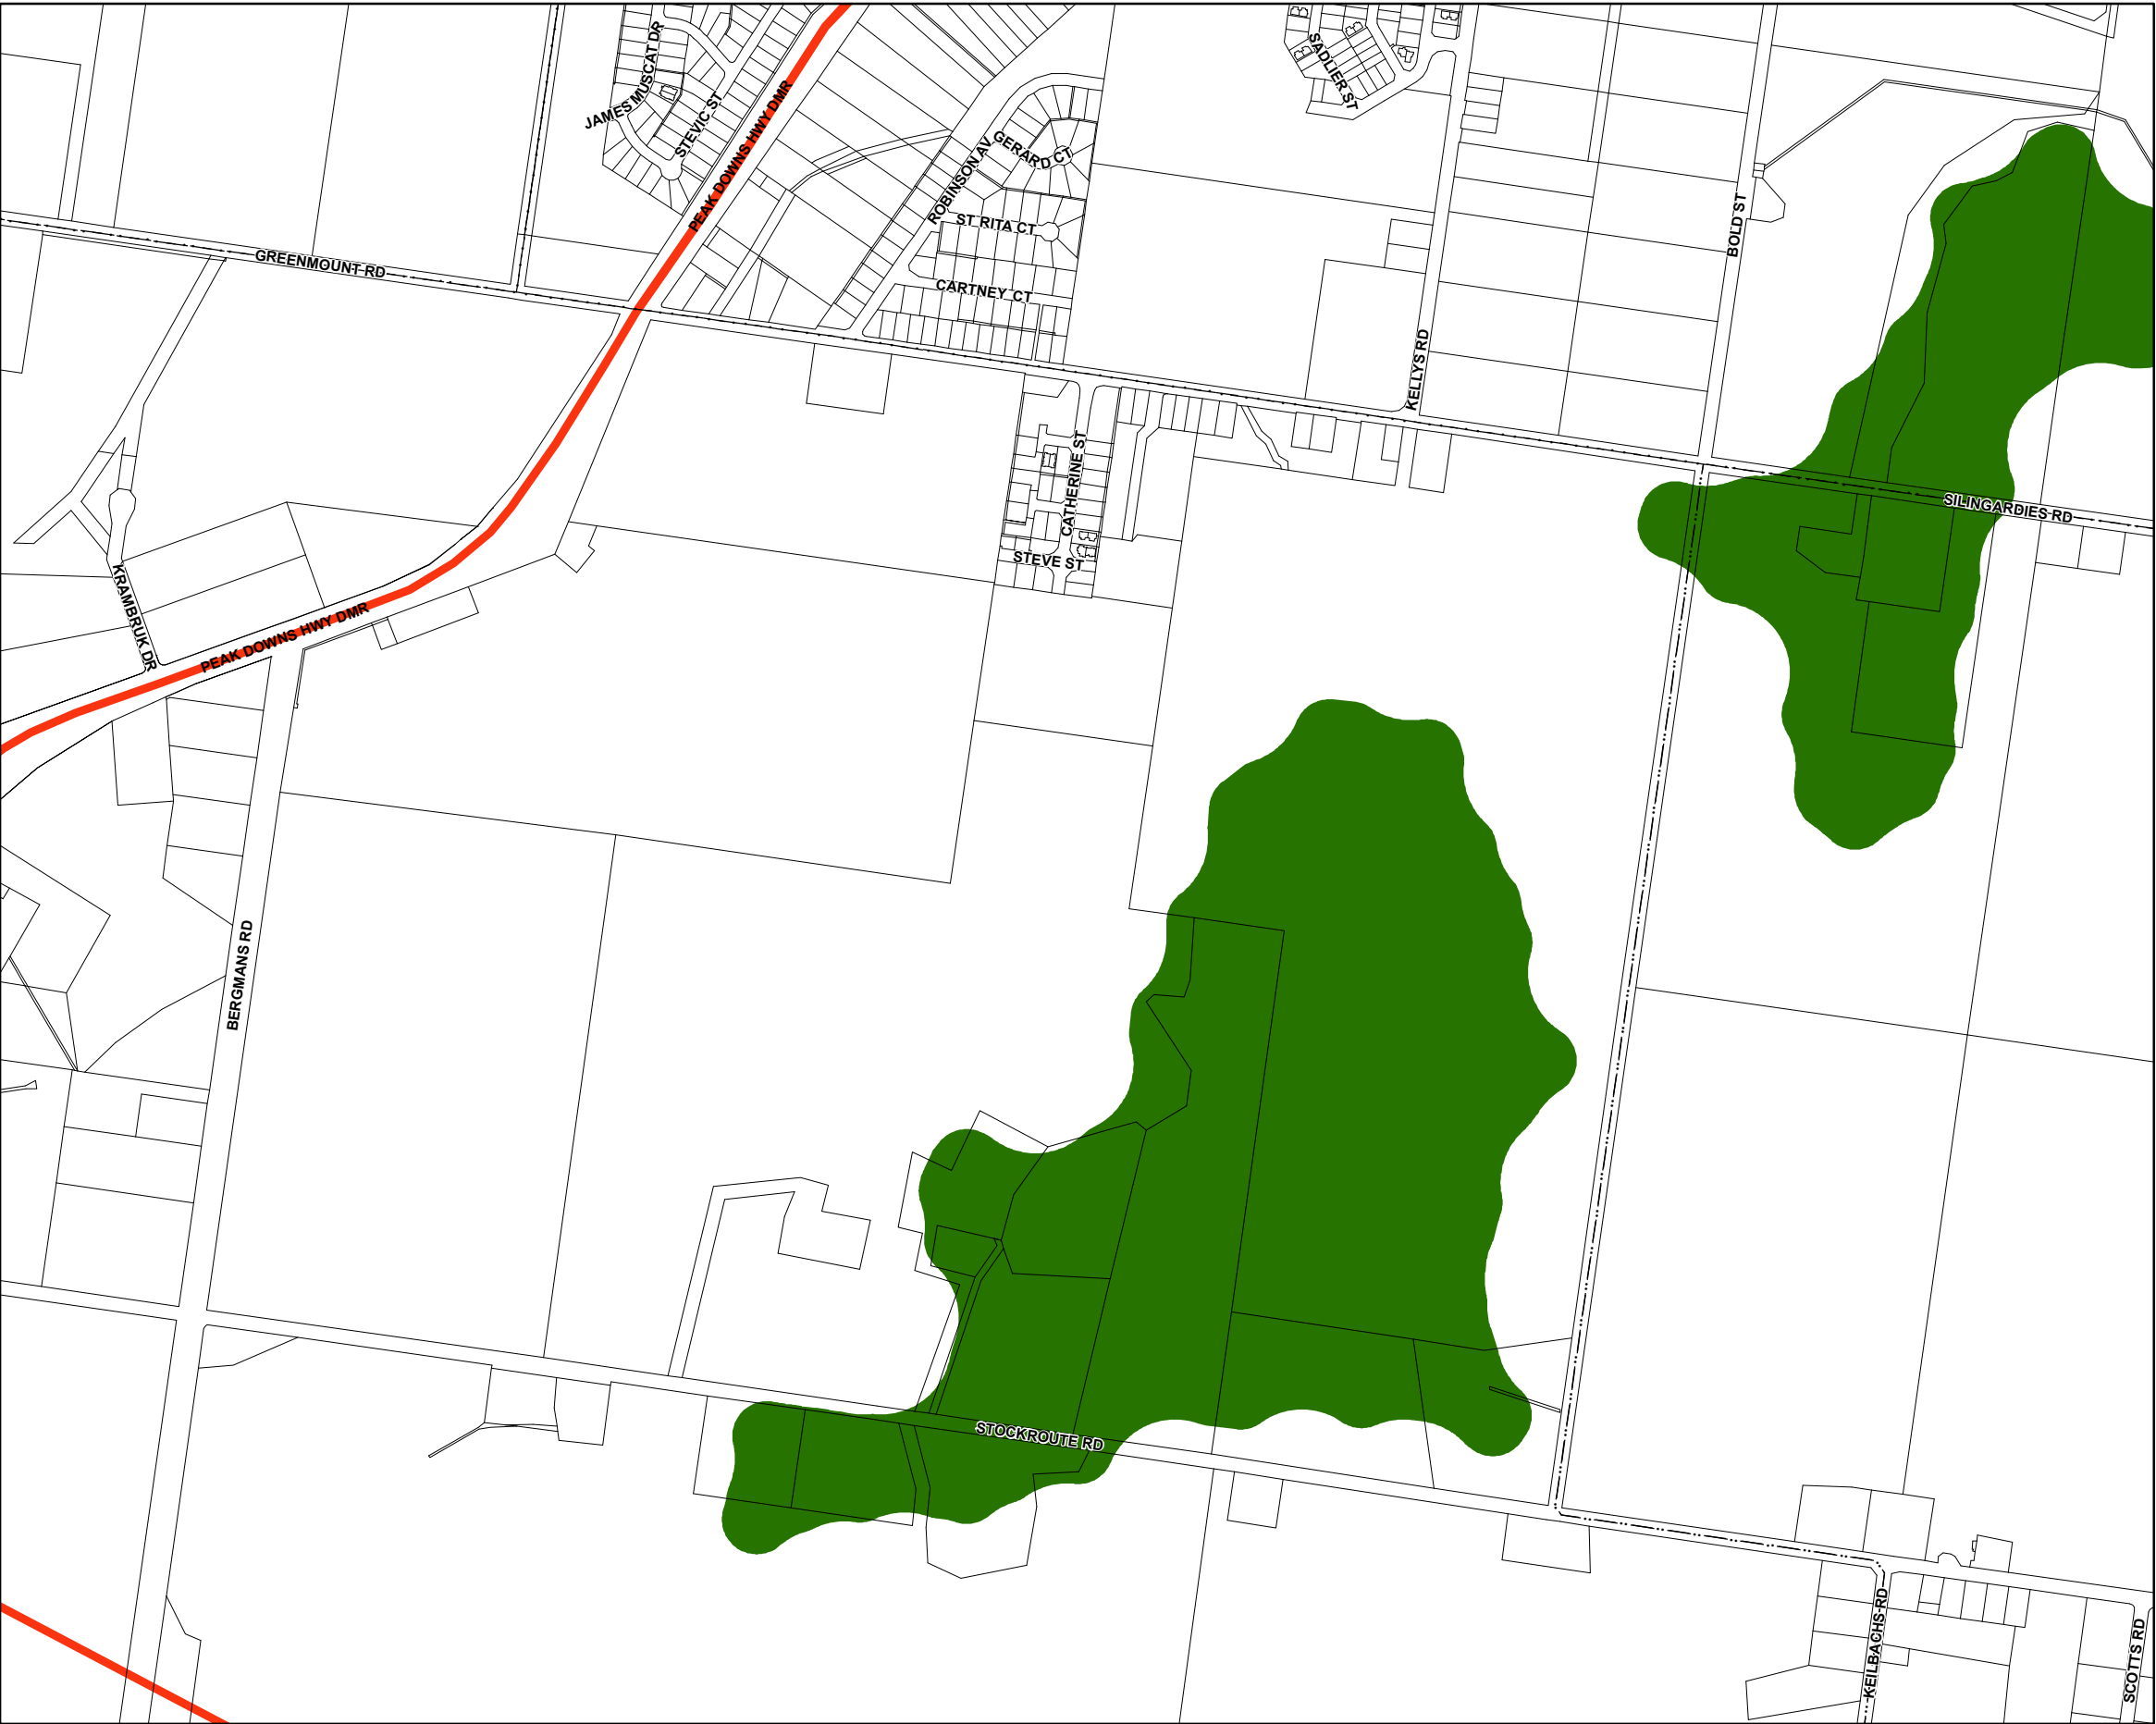 JAMES MUSCAT DR
STEVIC ST
PEAK DOWNS HWY DMR
SADLIER ST
GERARD CT
ROBINSON AV
ST RITA CT
BOLD ST
GREENMOUNT RD
CARTNEY CT
KELLYS RD
CATHERINE ST
SILINGARDIES RD
STEVE ST
KRAMBRUK DR
PEAK DOWNS HWY DMR
BERGMANS RD
STOCKROUTE RD
KEILBACHS RD
SCOTTS RD